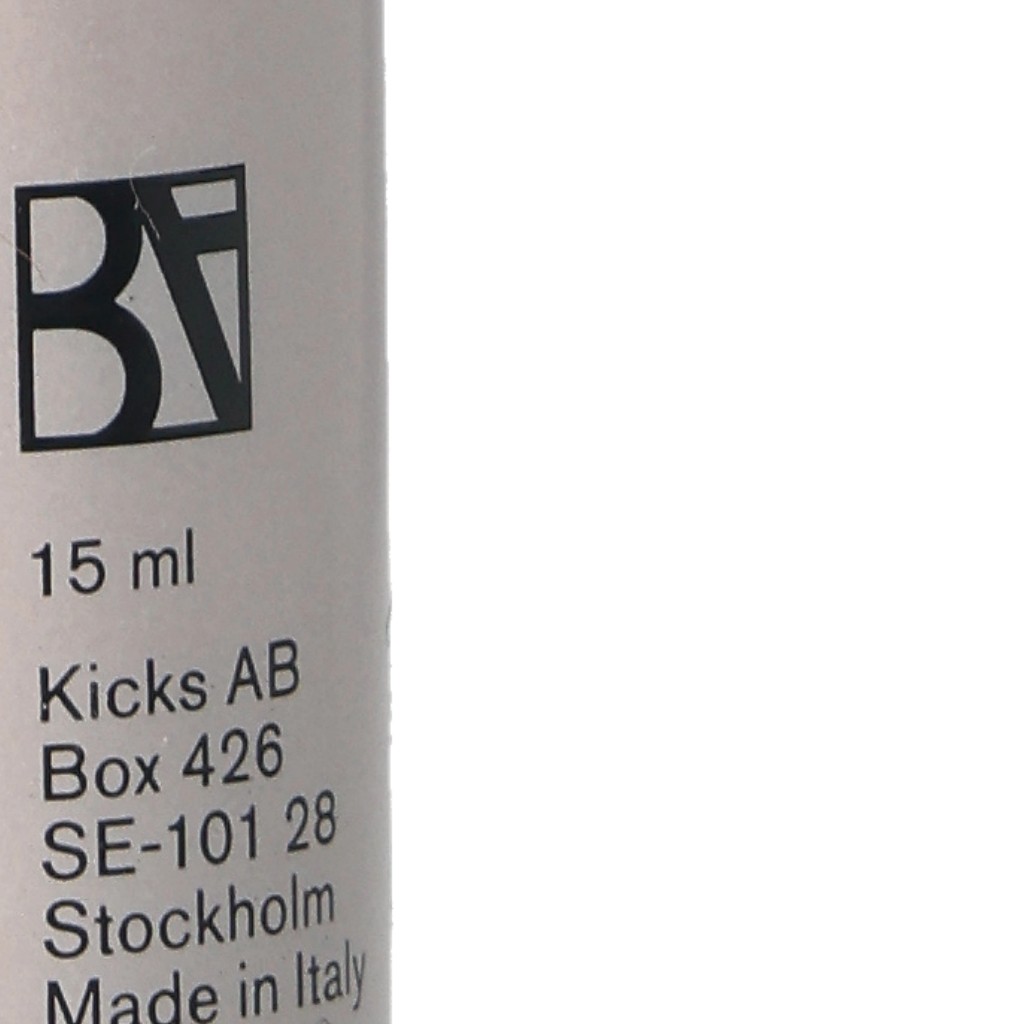 15 ml
Kicks AB
Box 426
SE-101 28
Stockholm
Made in Italy